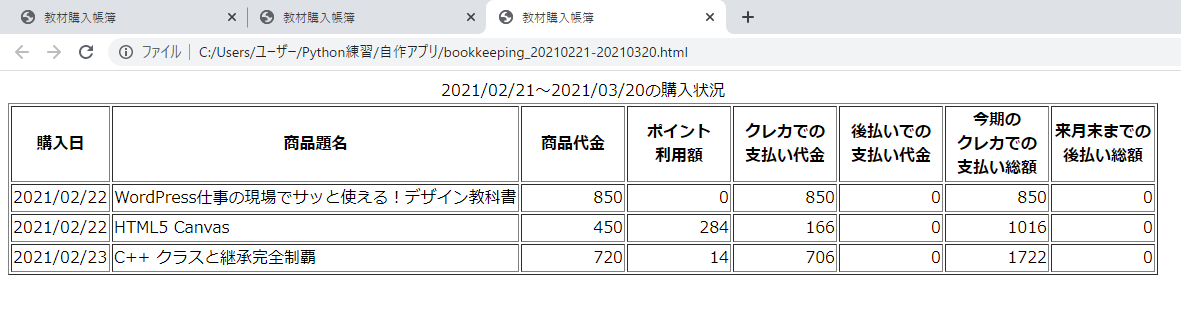 教材購入帳簿 教材購入帳簿 教材購入帳簿
ファイル C:/Users/ユーザー/Python練習/自作アプリ/bookkeeping_20210221-20210320.html
2021/02/21～2021/03/20の購入状況
購入日
商品題名
商品代金
ポイント
利用額
クレカでの
支払い代金
後払いでの
支払い代金
今期の
クレカでの
支払い総額
来月末までの
後払い総額
2021/02/22 WordPress仕事の現場でサッと使える！デザイン教科書 850 0 850 0 850 0
2021/02/22 HTML5 Canvas 450 284 166 0 1016 0
2021/02/23 C++ クラスと継承完全制覇 720 14 706 0 1722 0